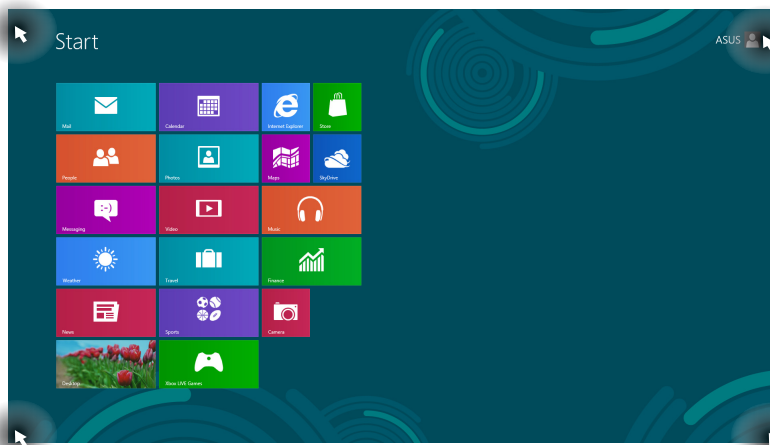 Start
ASUS
Mail
Calendar
Internet Explorer
Store
People
Photos
Maps
SkyDrive
Messaging
:-)
Video
Music
Weather
Travel
Finance
News
Sports
Camera
Desktop
Xbox LIVE Games